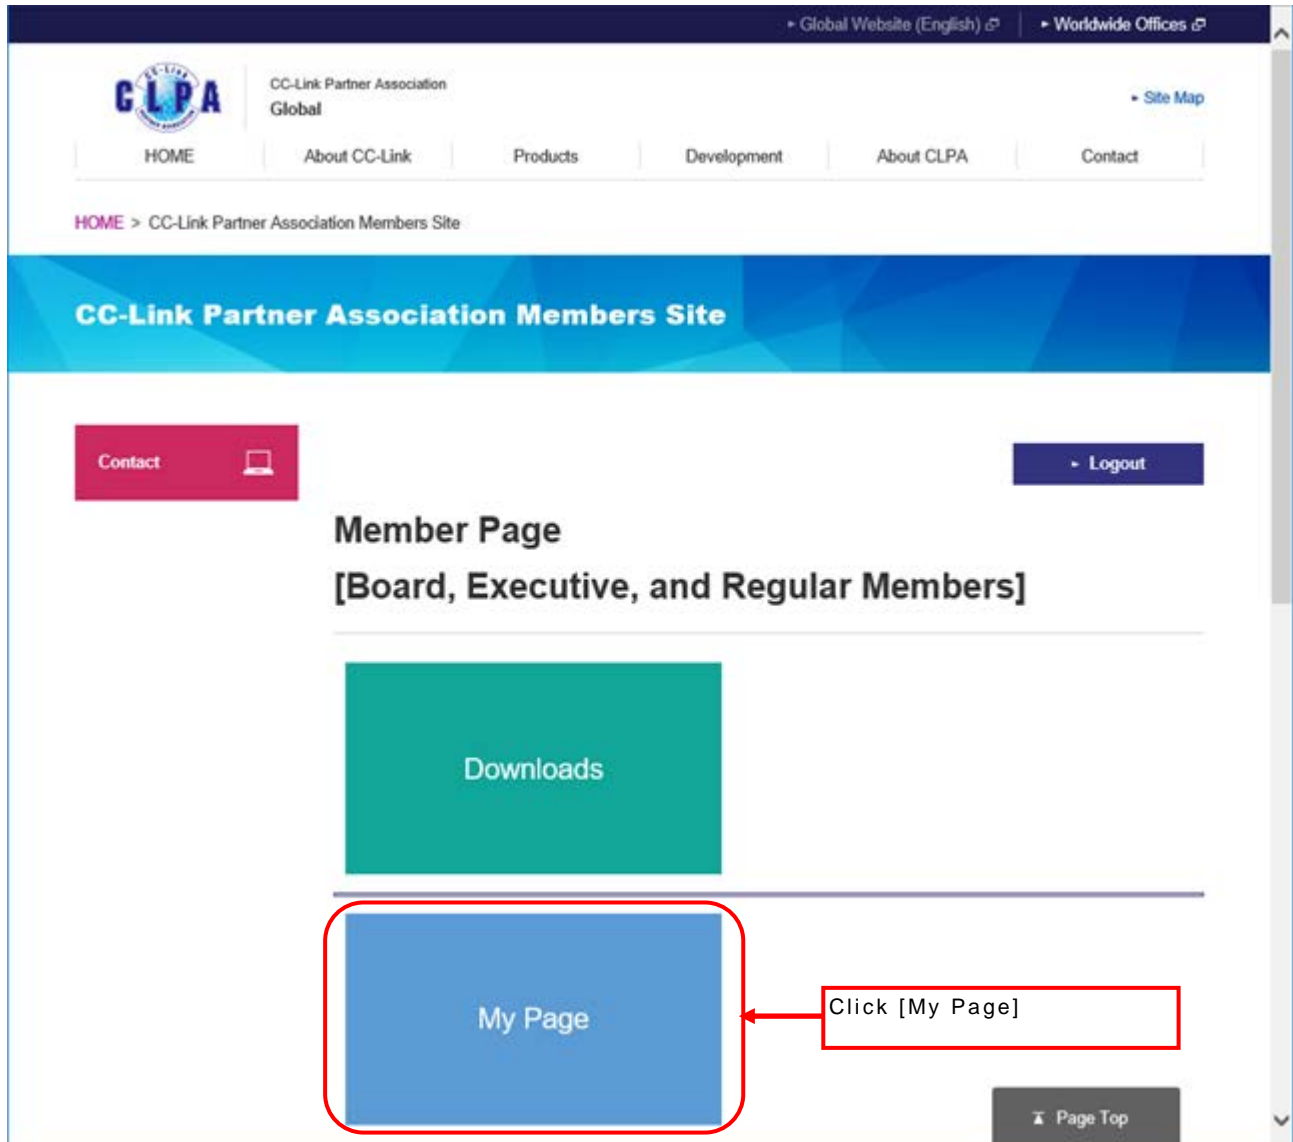 Global Website (English)
Worldwide Offices
CLPA
CC-Link Partner Association
Global
Site Map
HOME
About CC-Link
Products
Development
About CLPA
Contact
HOME > CC-Link Partner Association Members Site
CC-Link Partner Association Members Site
Contact
Logout
Member Page
[Board, Executive, and Regular Members]
Downloads
My Page
Click [My Page]
Page Top